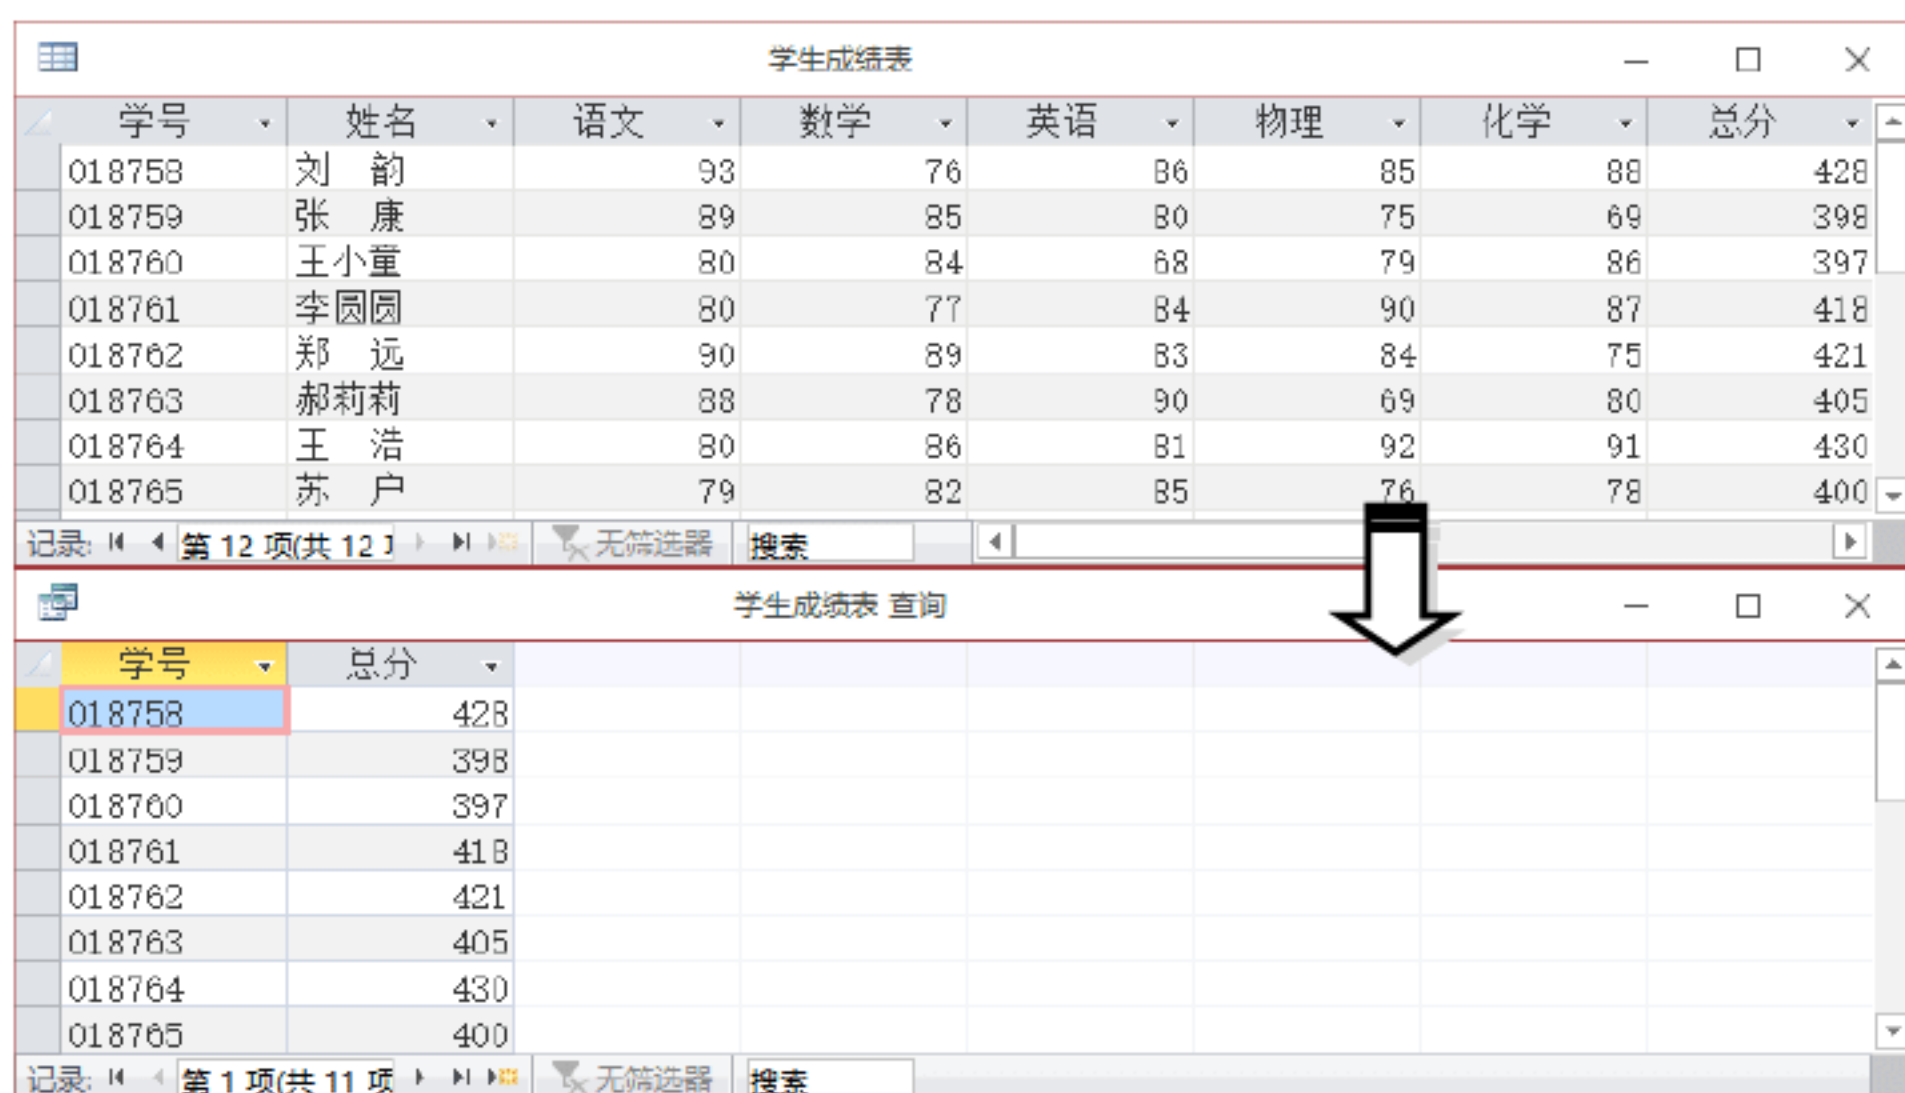 学生成绩表
学号 姓名 语文 数学 英语 物理 化学 总分
018758 刘　韵 93 76 86 85 88 428
018759 张　康 89 85 80 75 69 398
018760 王小童 80 84 68 79 86 397
018761 李圆圆 80 77 84 90 87 418
018762 郑　远 90 89 83 84 75 421
018763 郝莉莉 88 78 90 69 80 405
018764 王　浩 80 86 81 92 91 430
018765 苏　户 79 82 85 76 78 400
记录: 第 12 项(共 12 无筛选器 搜索
学生成绩表 查询
学号 总分
018758 428
018759 398
018760 397
018761 418
018762 421
018763 405
018764 430
018765 400
记录: 第 1 项(共 11 项 无筛选器 搜索